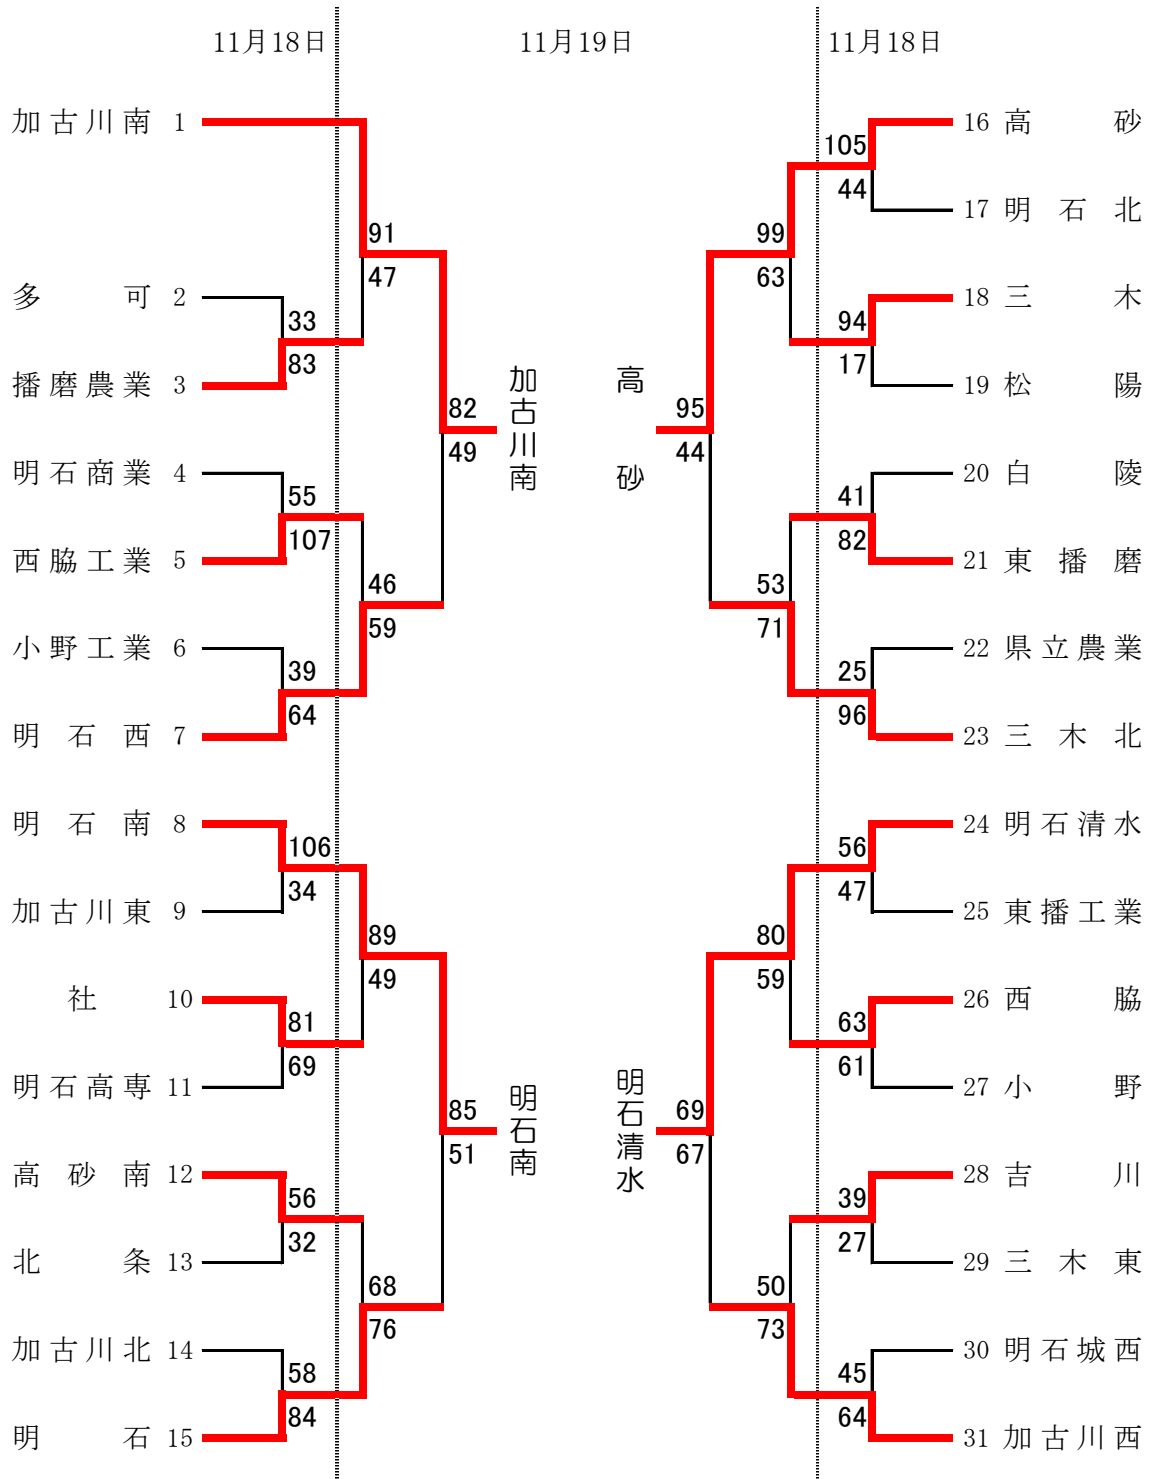 11月18日 11月19日 11月18日
加古川南 1
多可 2
播磨農業 3
明石商業 4
西脇工業 5
小野工業 6
明石西 7
明石南 8
加古川東 9
社 10
明石高専 11
高砂南 12
北条 13
加古川北 14
明石 15
33
83
55
107
39
64
106
34
81
69
56
32
58
84
91
47
46
59
89
49
68
76
82
49
85
51
加古川南
明石南
高砂
明石清水
95
44
69
67
99
63
53
71
80
59
50
73
105
44
94
17
41
82
25
96
56
47
63
61
39
27
45
64
16 高砂
17 明石北
18 三木
19 松陽
20 白陵
21 東播磨
22 県立農業
23 三木北
24 明石清水
25 東播工業
26 西脇
27 小野
28 吉川
29 三木東
30 明石城西
31 加古川西